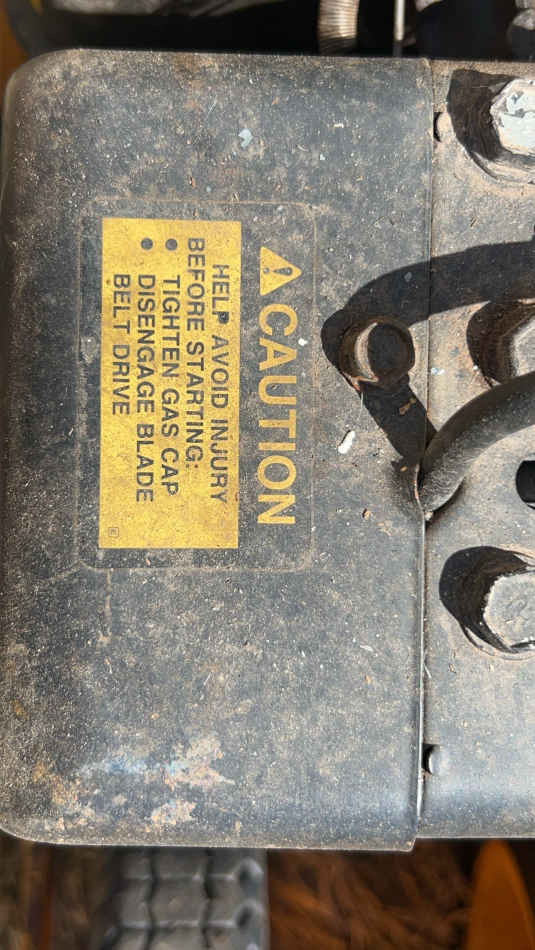 CAUTION
HELP AVOID INJURY
BEFORE STARTING:
● TIGHTEN GAS CAP
● DISENGAGE BLADE
BELT DRIVE